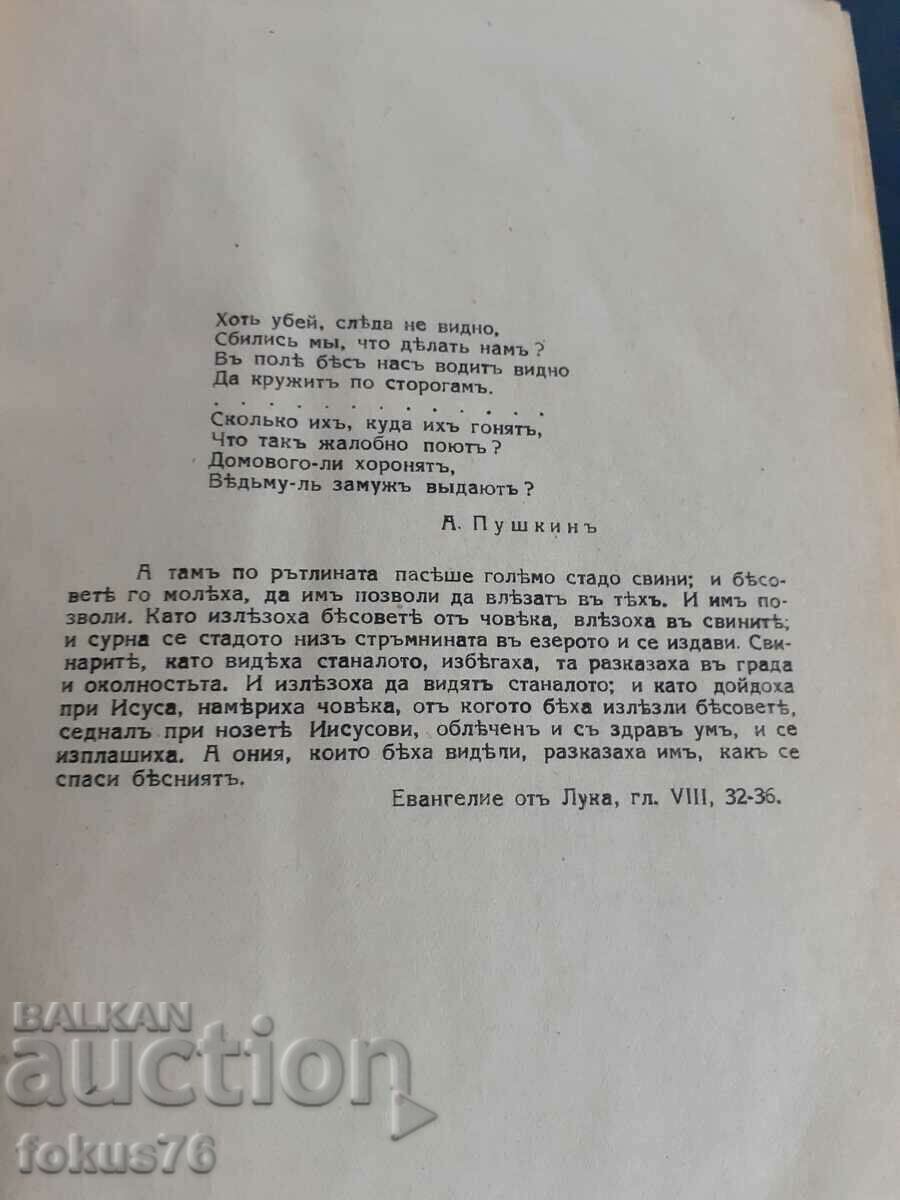 Хоть убей, слѣда не видно,
Сбились мы, что дѣлать намъ?
Въ полѣ бѣсъ насъ водитъ видно
Да кружитъ по сторогам.
. . . . . . . . . . . . .
Сколько ихъ, куда ихъ гонятъ,
Что такъ жалобно поютъ?
Домового-ли хоронятъ,
Вѣдьму-ль замужъ выдаютъ?
А. Пушкинъ
А тамъ по рътлината пасѣше голѣмо стадо свини; и бѣсо-
ветѣ го молѣха, да имъ позволи да влѣзатъ въ тѣхъ. И имъ поз-
воли. Като излѣзоха бѣсоветѣ отъ човѣка, влѣзоха въ свинитѣ;
и сурна се стадото низъ стръмнината въ езерото и се издави. Сви-
наритѣ, като видѣха станалото, избѣгаха, та разказаха въ града
и околностьта. И излѣзоха да видятъ станалото; и като дойдоха
при Исуса, намѣриха човѣка, отъ когото бѣха излѣзли бѣсоветѣ,
седналъ при нозетѣ Иисусови, облѣченъ и съ здравъ умъ, и се
изплашиха. А ония, които бѣха видѣли, разказаха имъ, какъ се
спаси бѣсниятъ.
Евангелие отъ Лука, гл. VIII, 32-36.
BALKAN
auction
fokus76